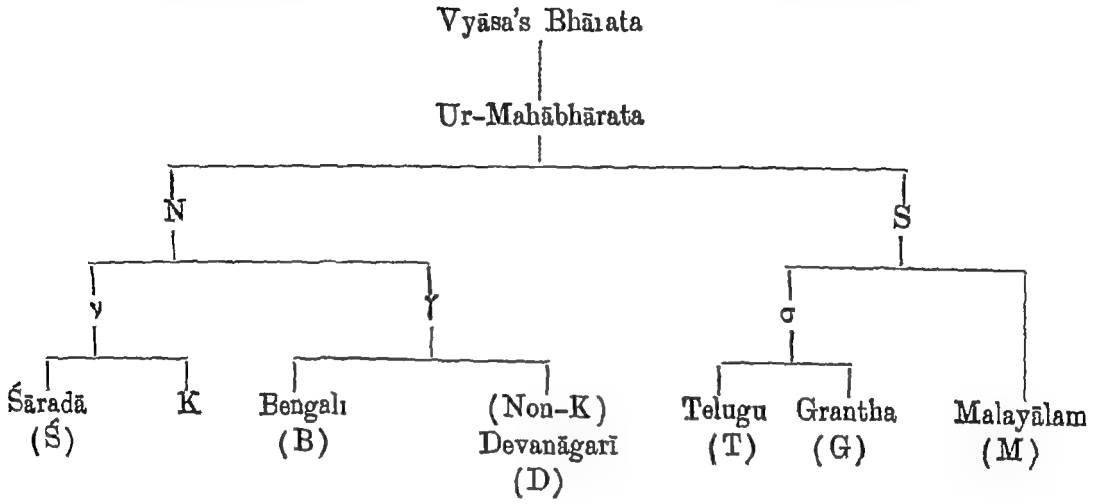 Vyāsa's Bhārata
Ur-Mahābhārata
N S
ν γ σ
Śāradā K Bengali (Non-K) Telugu Grantha Malayālam
(Ś) (B) Devanāgarī (T) (G) (M)
(D)